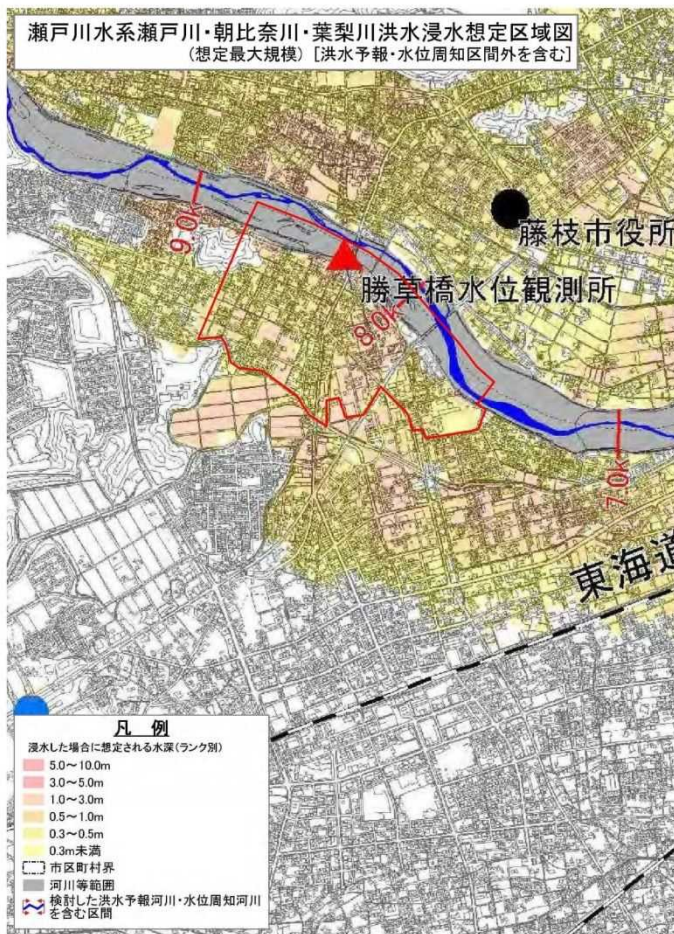 瀬戸川水系瀬戸川・朝比奈川・葉梨川洪水浸水想定区域図
(想定最大規模) [洪水予報・水位周知区間外を含む]
9.0k
藤枝市役所
勝草橋水位観測所
8.0k
7.0k
東海道
凡 例
浸水した場合に想定される水深(ランク別)
5.0～10.0m
3.0～5.0m
1.0～3.0m
0.5～1.0m
0.3～0.5m
0.3m未満
市区町村界
河川等範囲
検討した洪水予報河川・水位周知河川
を含む区間